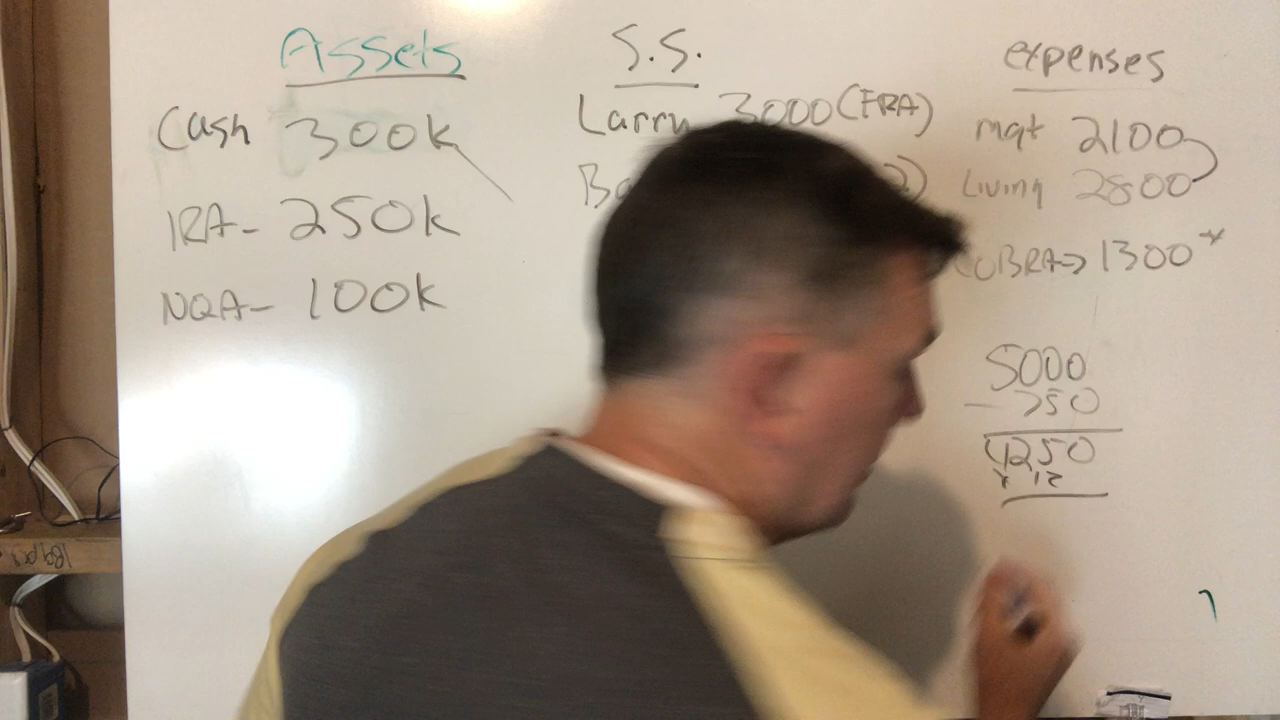 Assets
Cash 300k
IRA- 250k
NQA- 100k
S.S.
Larry 3000 (FRA)
expenses
mgt 2100
Living 2800
COBRA→ 1300*
5000
- 750
4250
x 12